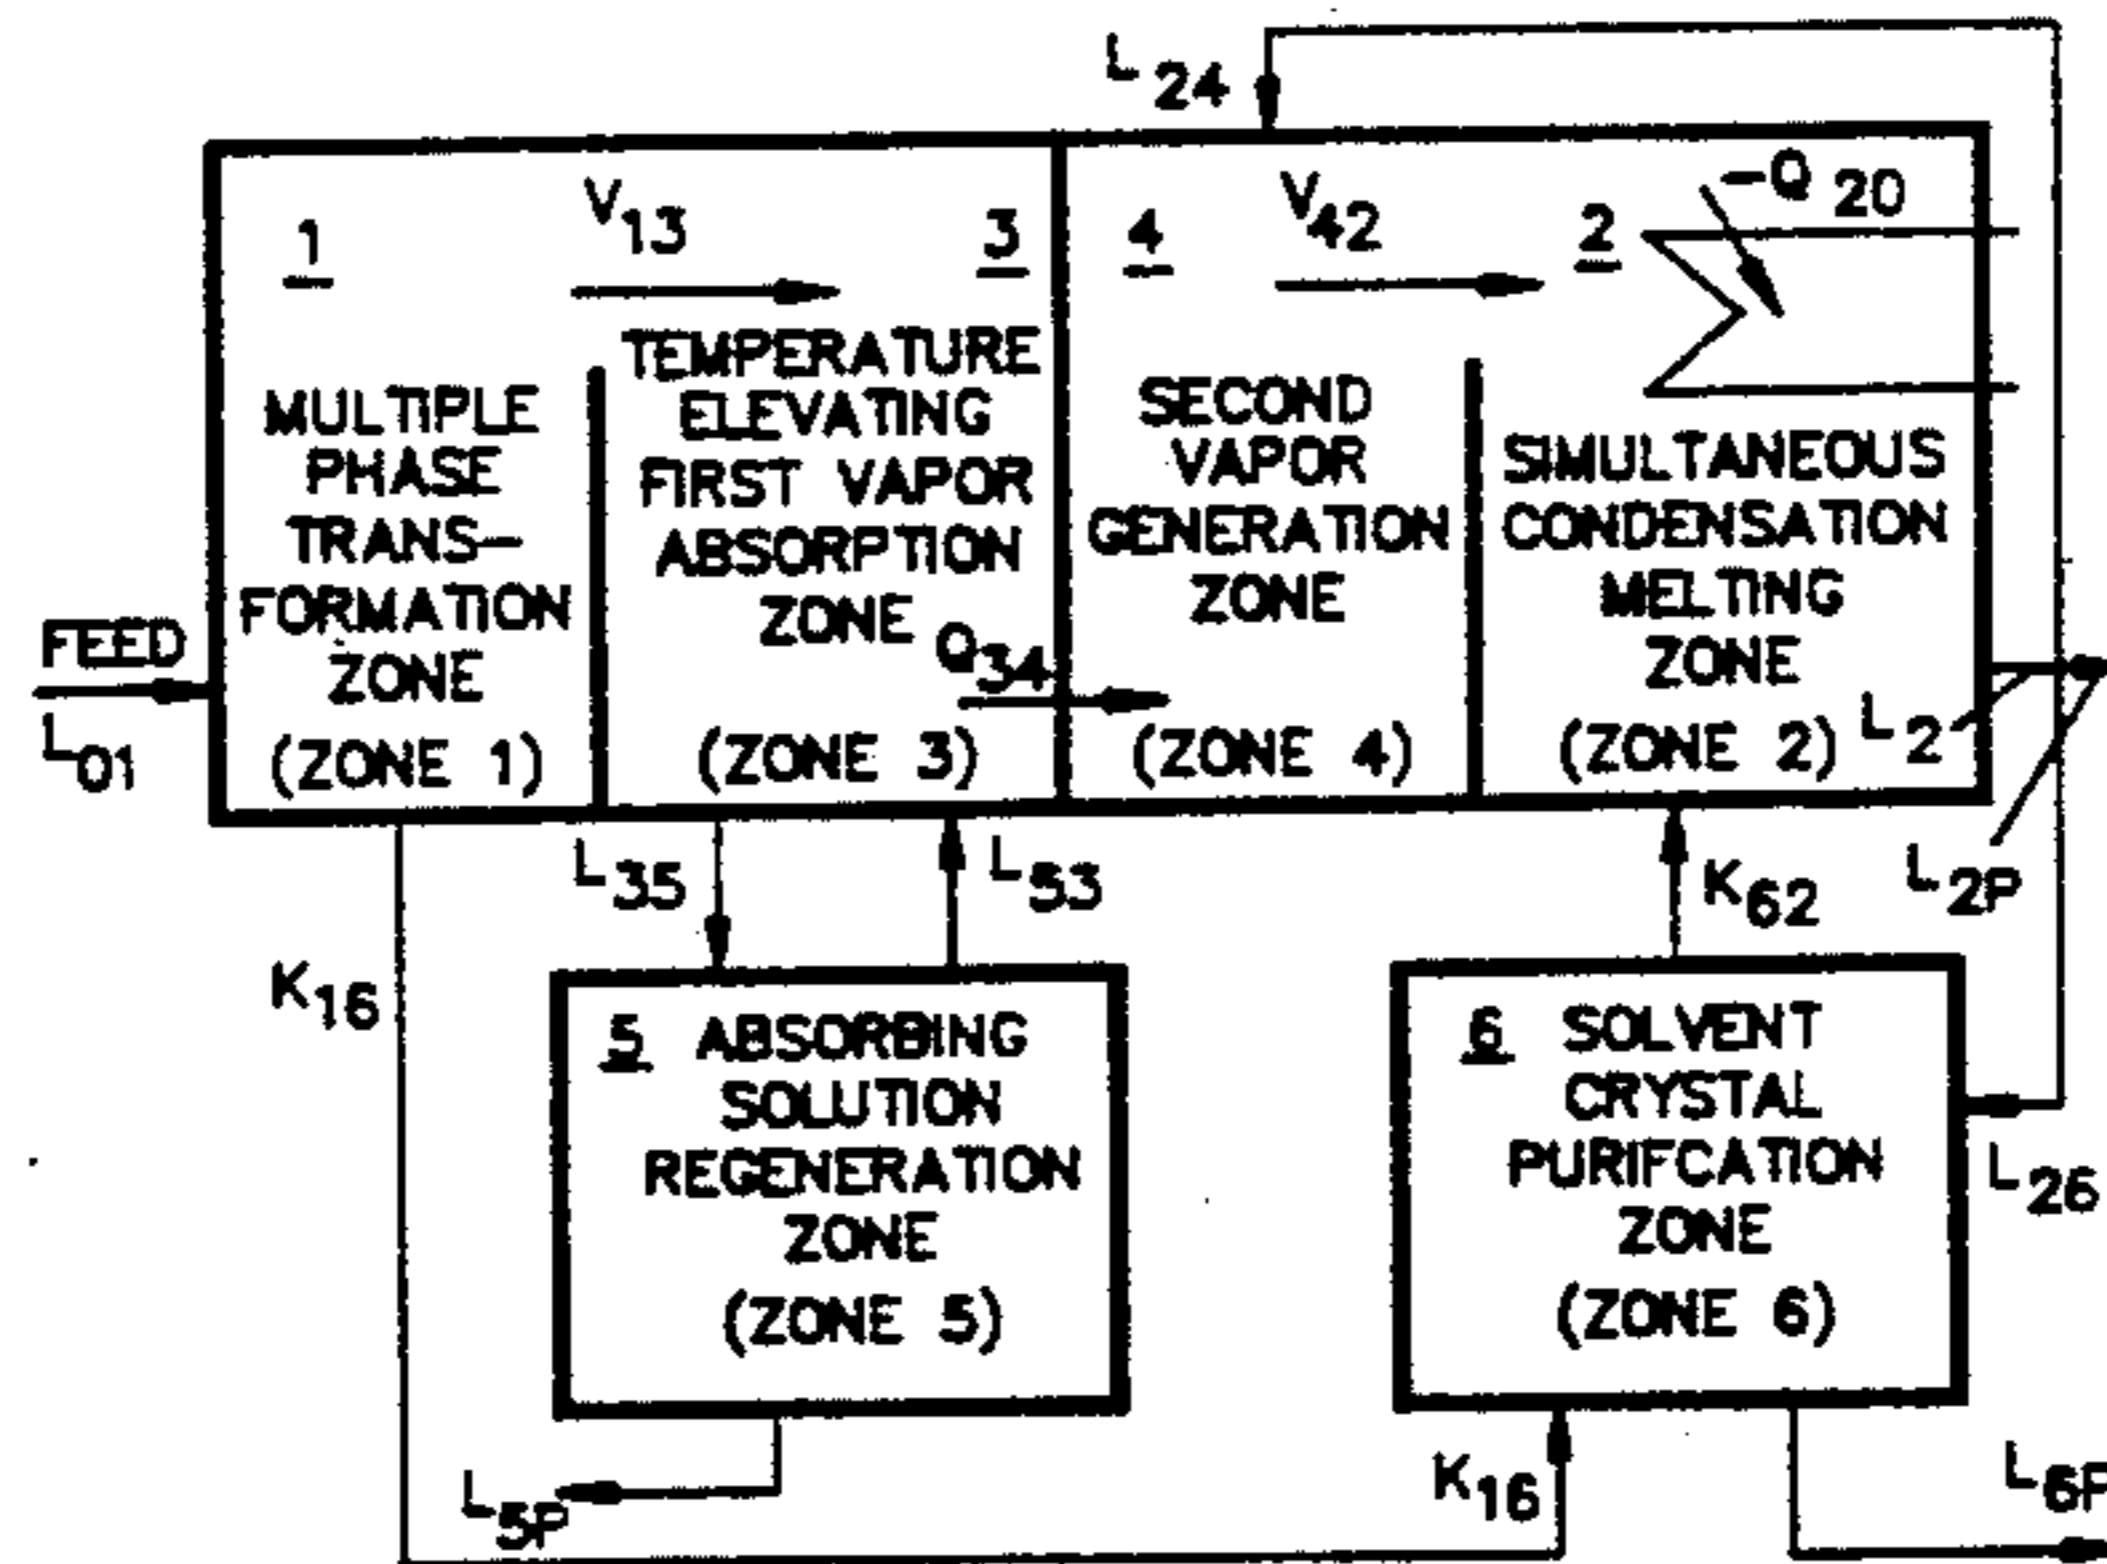 L24
-Q 20
1
V13
3
4
V42
2
MULTIPLE
PHASE
TRANS-
FORMATION
ZONE
(ZONE 1)
TEMPERATURE
ELEVATING
FIRST VAPOR
ABSORPTION
ZONE
Q34
(ZONE 3)
SECOND
VAPOR
GENERATION
ZONE
(ZONE 4)
SIMULTANEOUS
CONDENSATION
MELTING
ZONE
(ZONE 2)
FEED
L01
L2
L2P
L35
L53
K62
K16
5 ABSORBING
SOLUTION
REGENERATION
ZONE
(ZONE 5)
6 SOLVENT
CRYSTAL
PURIFCATION
ZONE
(ZONE 6)
L26
L5P
K16
L6P